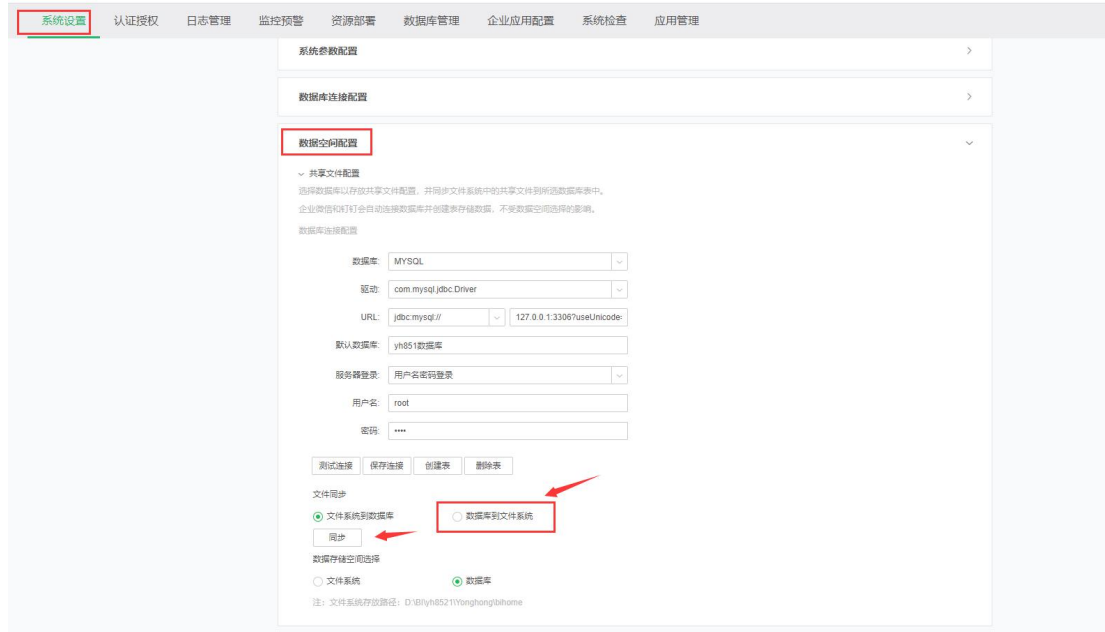 系统设置 认证授权 日志管理 监控预警 资源部署 数据库管理 企业应用配置 系统检查 应用管理
系统参数配置
数据库连接配置
数据空间配置
共享文件配置
选择数据库以存放共享文件配置，并同步文件系统中的共享文件到所选数据库表中。
企业微信和钉钉会自动连接数据库并创建表存储数据，不受数据空间选择的影响。
数据库连接配置
数据库: MYSQL
驱动: com.mysql.jdbc.Driver
URL: jdbc:mysql:// 127.0.0.1:3306?useUnicode=
默认数据库: yh851数据库
服务器登录: 用户名密码登录
用户名: root
密码: ••••
测试连接 保存连接 创建表 删除表
文件同步
文件系统到数据库 数据库到文件系统
同步
数据存储空间选择
文件系统 数据库
注：文件系统存放路径：D:\BI\yh8521\Yonghong\bihome